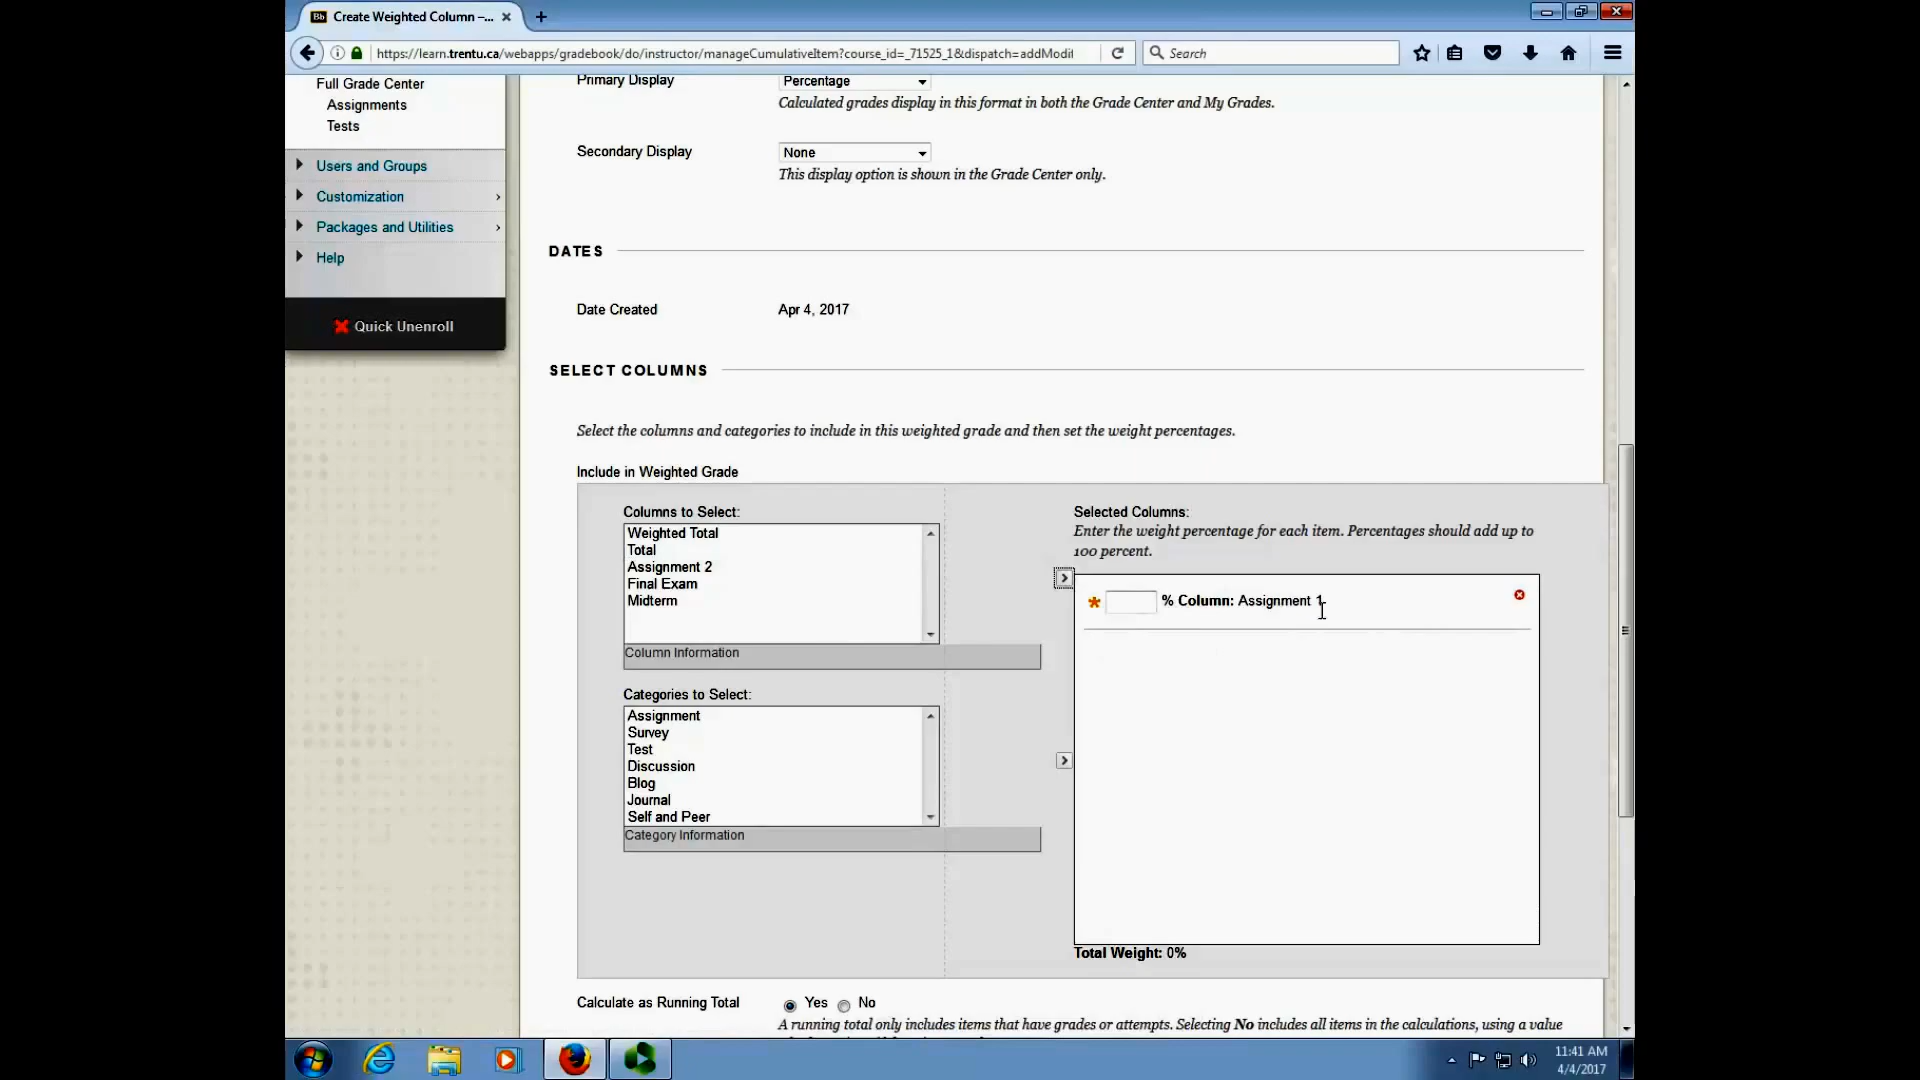 Create Weighted Column –...
https://learn.trentu.ca/webapps/gradebook/do/instructor/manageCumulativeItem?course_id=_71525_1&dispatch=addModif
Search
Full Grade Center
Assignments
Tests
Users and Groups
Customization
Packages and Utilities
Help
Quick Unenroll
Primary Display
Percentage
Calculated grades display in this format in both the Grade Center and My Grades.
Secondary Display
None
This display option is shown in the Grade Center only.
DATES
Date Created
Apr 4, 2017
SELECT COLUMNS
Select the columns and categories to include in this weighted grade and then set the weight percentages.
Include in Weighted Grade
Columns to Select:
Weighted Total
Total
Assignment 2
Final Exam
Midterm
Column Information
Categories to Select:
Assignment
Survey
Test
Discussion
Blog
Journal
Self and Peer
Category Information
Selected Columns:
Enter the weight percentage for each item. Percentages should add up to
100 percent.
% Column: Assignment 1
Total Weight: 0%
Calculate as Running Total
Yes No
A running total only includes items that have grades or attempts. Selecting No includes all items in the calculations, using a value
11:41 AM
4/4/2017